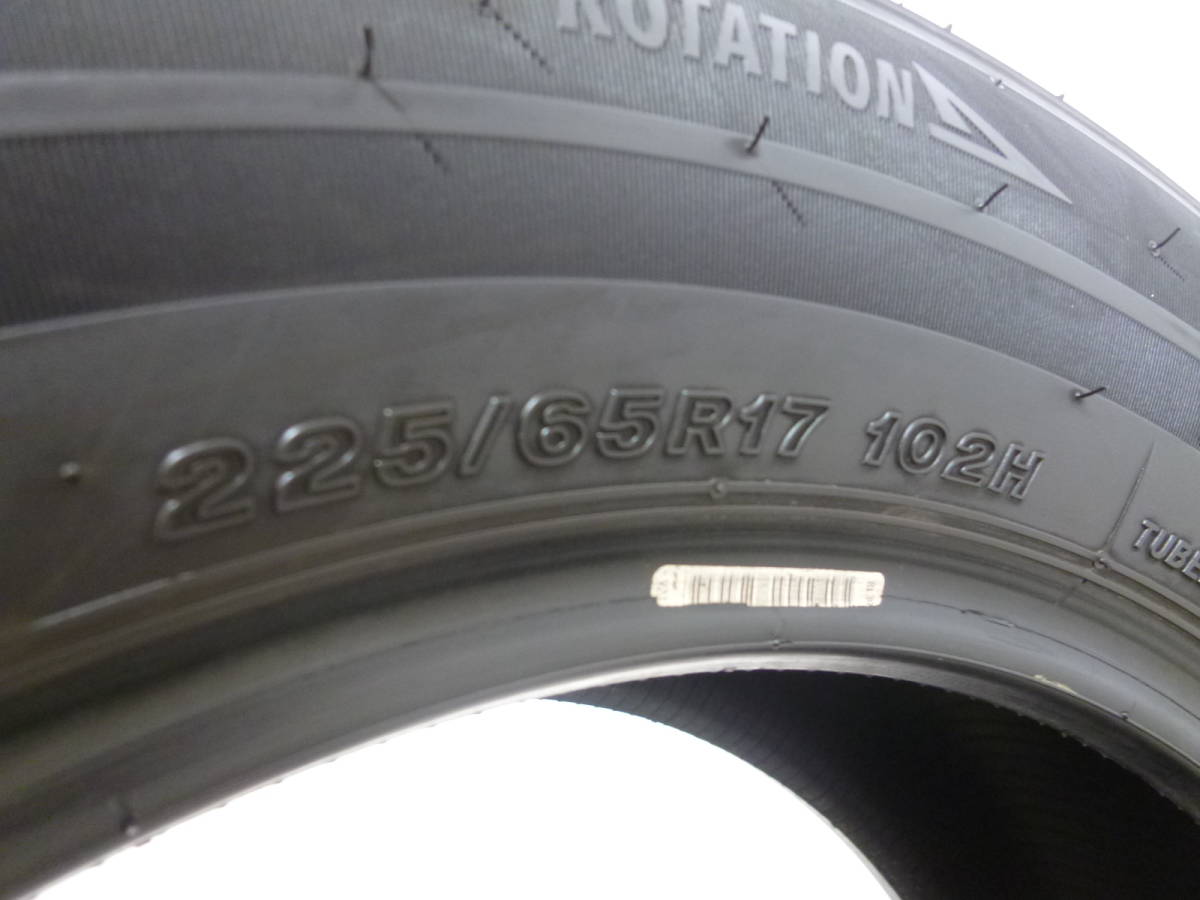 ROTATION
225/65R17 102H
TUBE